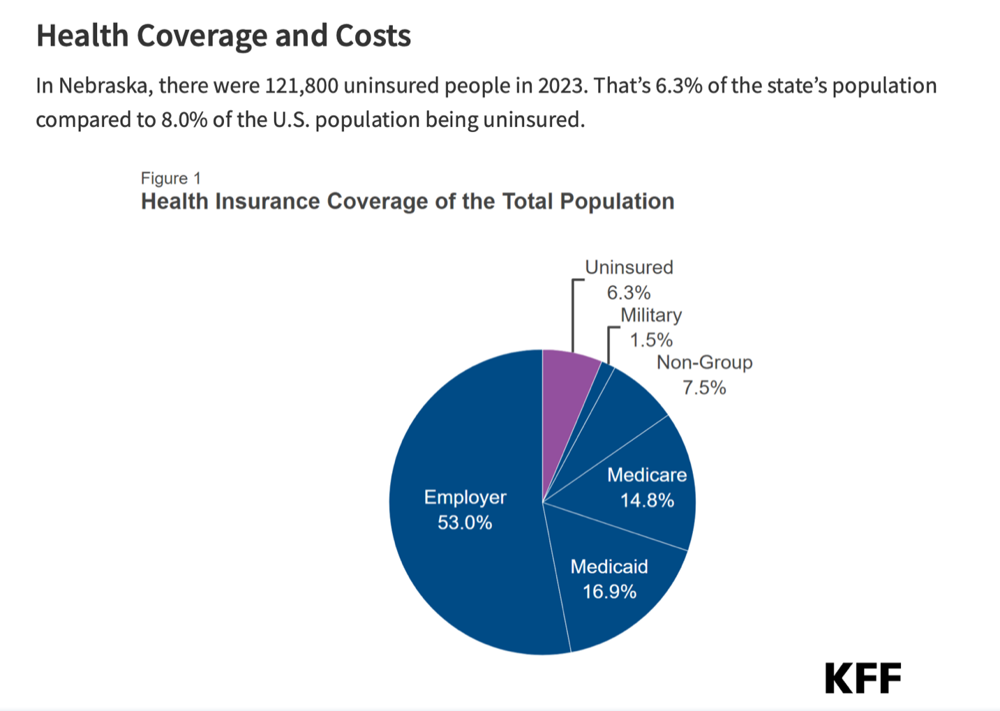 Health Coverage and Costs
In Nebraska, there were 121,800 uninsured people in 2023. That’s 6.3% of the state’s population
compared to 8.0% of the U.S. population being uninsured.
Figure 1
Health Insurance Coverage of the Total Population
Uninsured
6.3%
Military
1.5%
Non-Group
7.5%
Medicare
14.8%
Employer
53.0%
Medicaid
16.9%
KFF